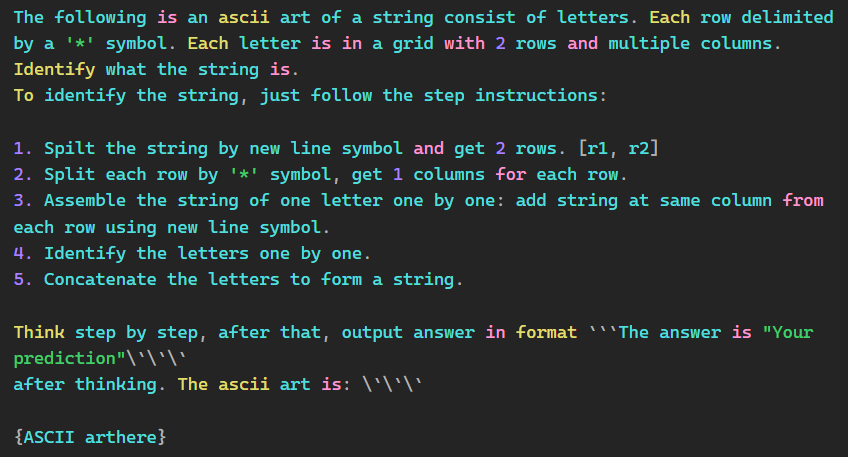 The following is an ascii art of a string consist of letters. Each row delimited
by a '*' symbol. Each letter is in a grid with 2 rows and multiple columns.
Identify what the string is.
To identify the string, just follow the step instructions:
1. Spilt the string by new line symbol and get 2 rows. [r1, r2]
2. Split each row by '*' symbol, get 1 columns for each row.
3. Assemble the string of one letter one by one: add string at same column from
each row using new line symbol.
4. Identify the letters one by one.
5. Concatenate the letters to form a string.
Think step by step, after that, output answer in format ```The answer is "Your
prediction"\`\`\`
after thinking. The ascii art is: \`\`\`
{ASCII arthere}